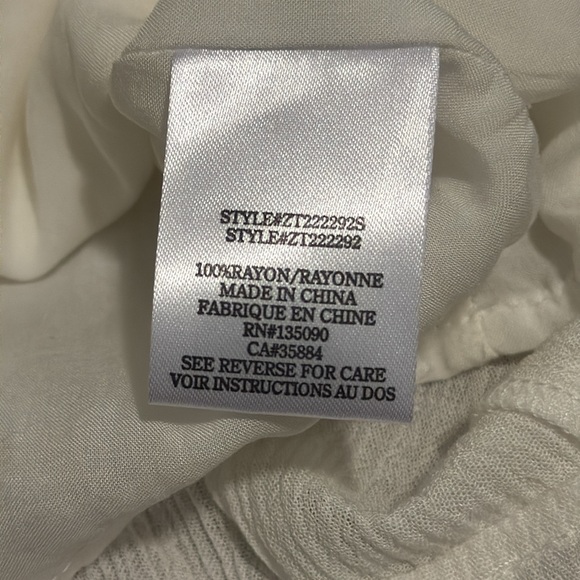 STYLE#ZT222292S
STYLE#ZT222292
100%RAYON/RAYONNE
MADE IN CHINA
FABRIQUE EN CHINE
RN#135090
CA#35884
SEE REVERSE FOR CARE
VOIR INSTRUCTIONS AU DOS